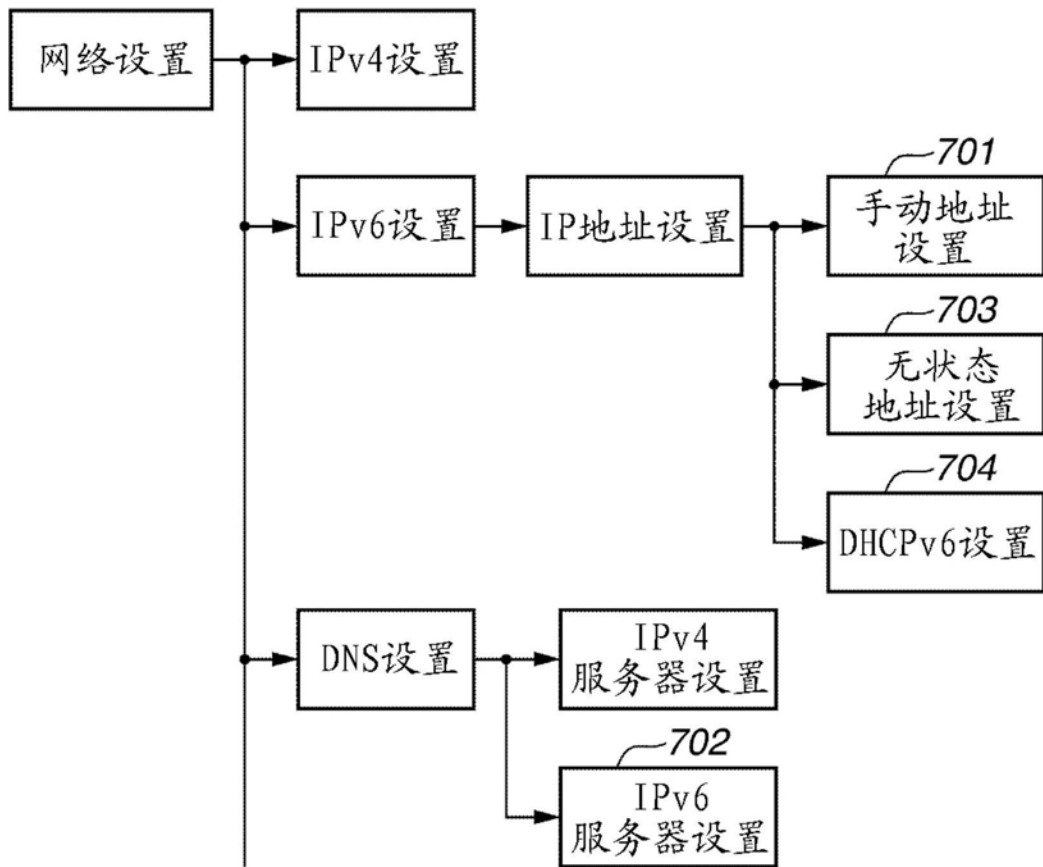 网络设置
IPv4设置
701
IPv6设置
IP地址设置
手动地址
设置
703
无状态
地址设置
704
DHCPv6设置
DNS设置
IPv4
服务器设置
702
IPv6
服务器设置